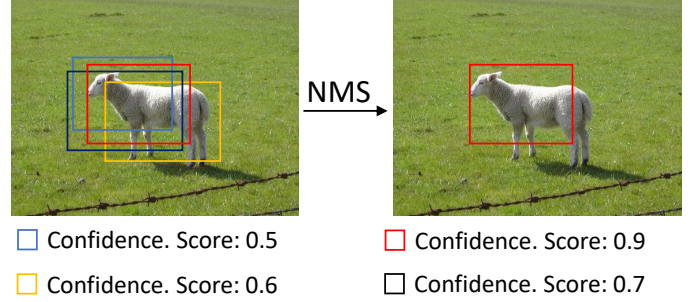 NMS
Confidence. Score: 0.5
Confidence. Score: 0.9
Confidence. Score: 0.6
Confidence. Score: 0.7